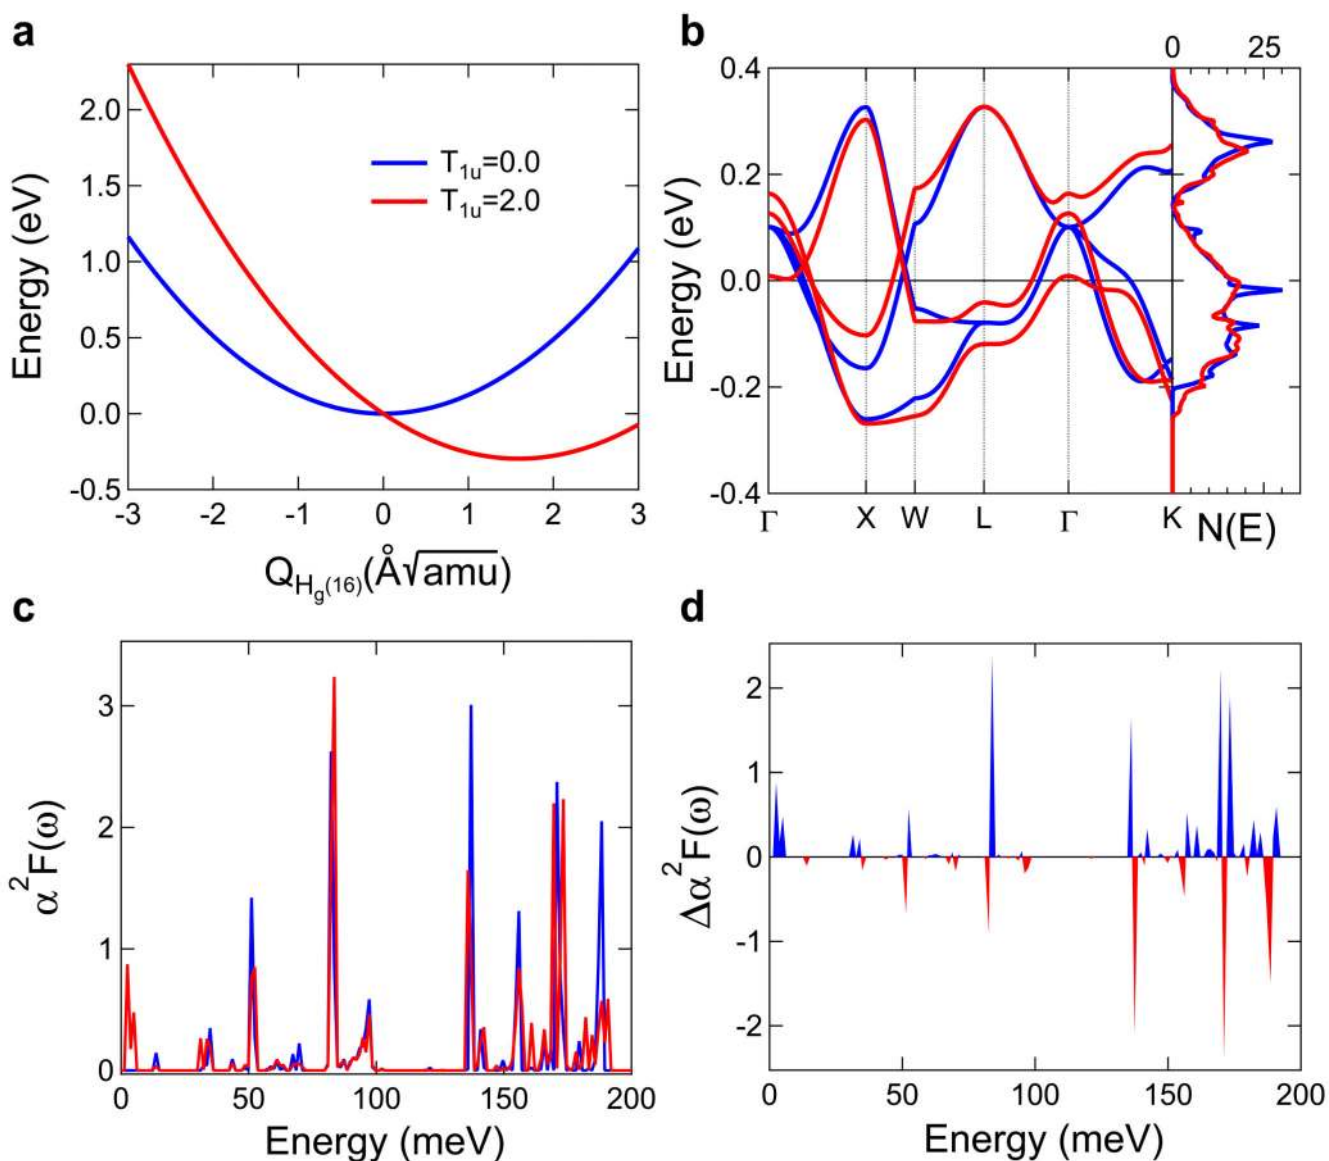 a
2.0
1.5
1.0
0.5
0.0
-0.5
Energy (eV)
T1u=0.0
T1u=2.0
-3 -2 -1 0 1 2 3
QHg(16)(Å√amu)
b
0 25
0.4
0.2
0.0
-0.2
-0.4
Energy (eV)
Γ X W L Γ K N(E)
c
3
2
1
0
α2F(ω)
0 50 100 150 200
Energy (meV)
d
2
1
0
-1
-2
Δα2F(ω)
0 50 100 150 200
Energy (meV)